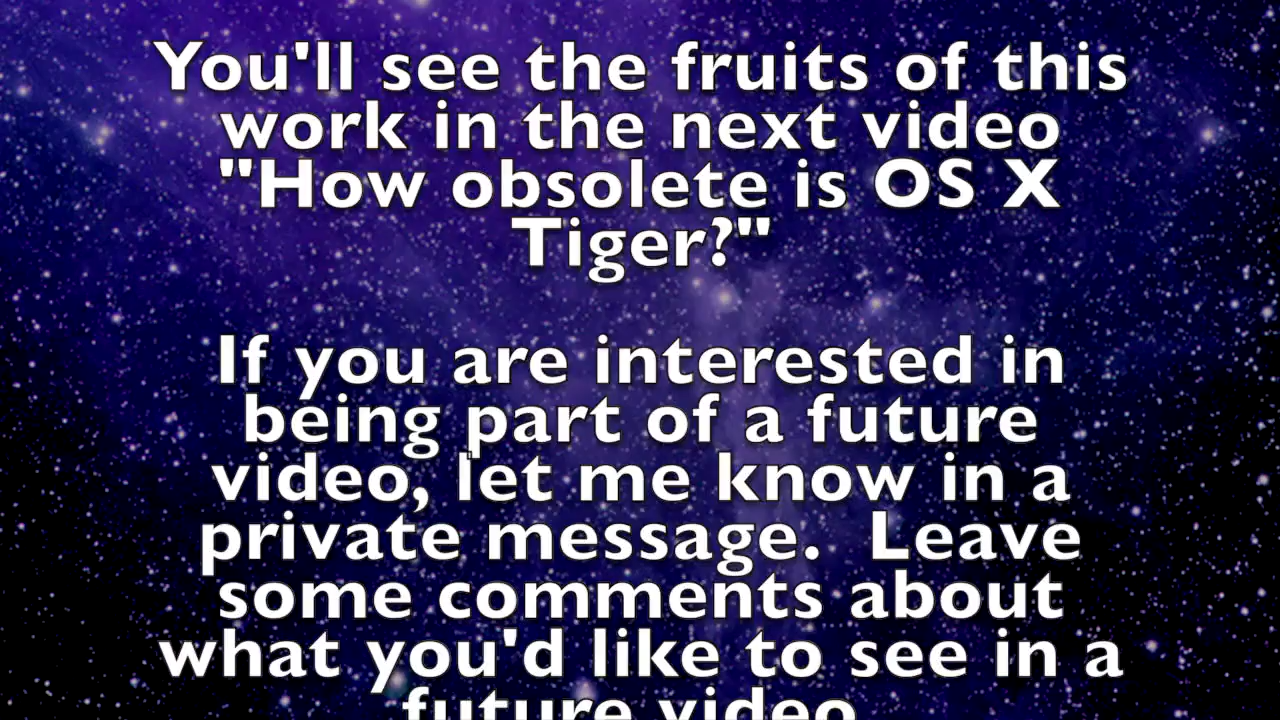 You'll see the fruits of this
work in the next video
"How obsolete is OS X
Tiger?"
If you are interested in
being part of a future
video, let me know in a
private message.  Leave
some comments about
what you'd like to see in a
future video